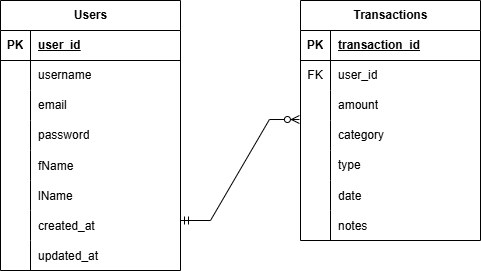 Users
PK user_id
username
email
password
fName
lName
created_at
updated_at
Transactions
PK transaction_id
FK user_id
amount
category
type
date
notes